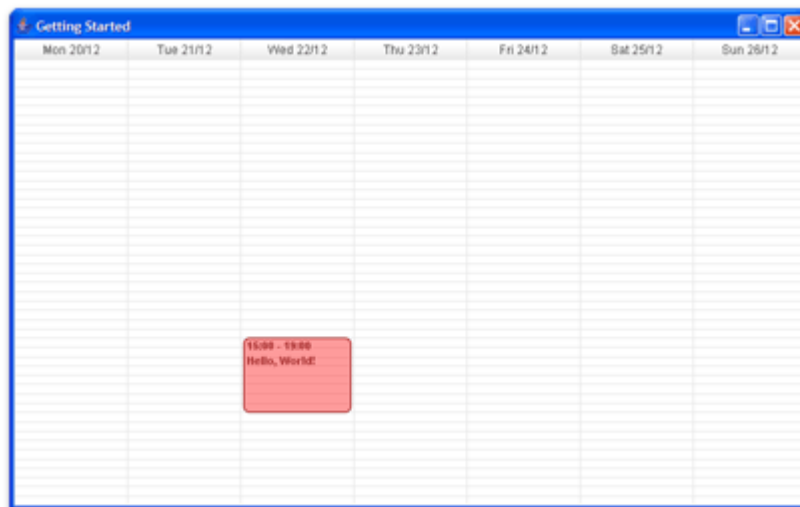 Getting Started
Mon 20/12 Tue 21/12 Wed 22/12 Thu 23/12 Fri 24/12 Sat 25/12 Sun 26/12
15:00 - 19:00
Hello, World!